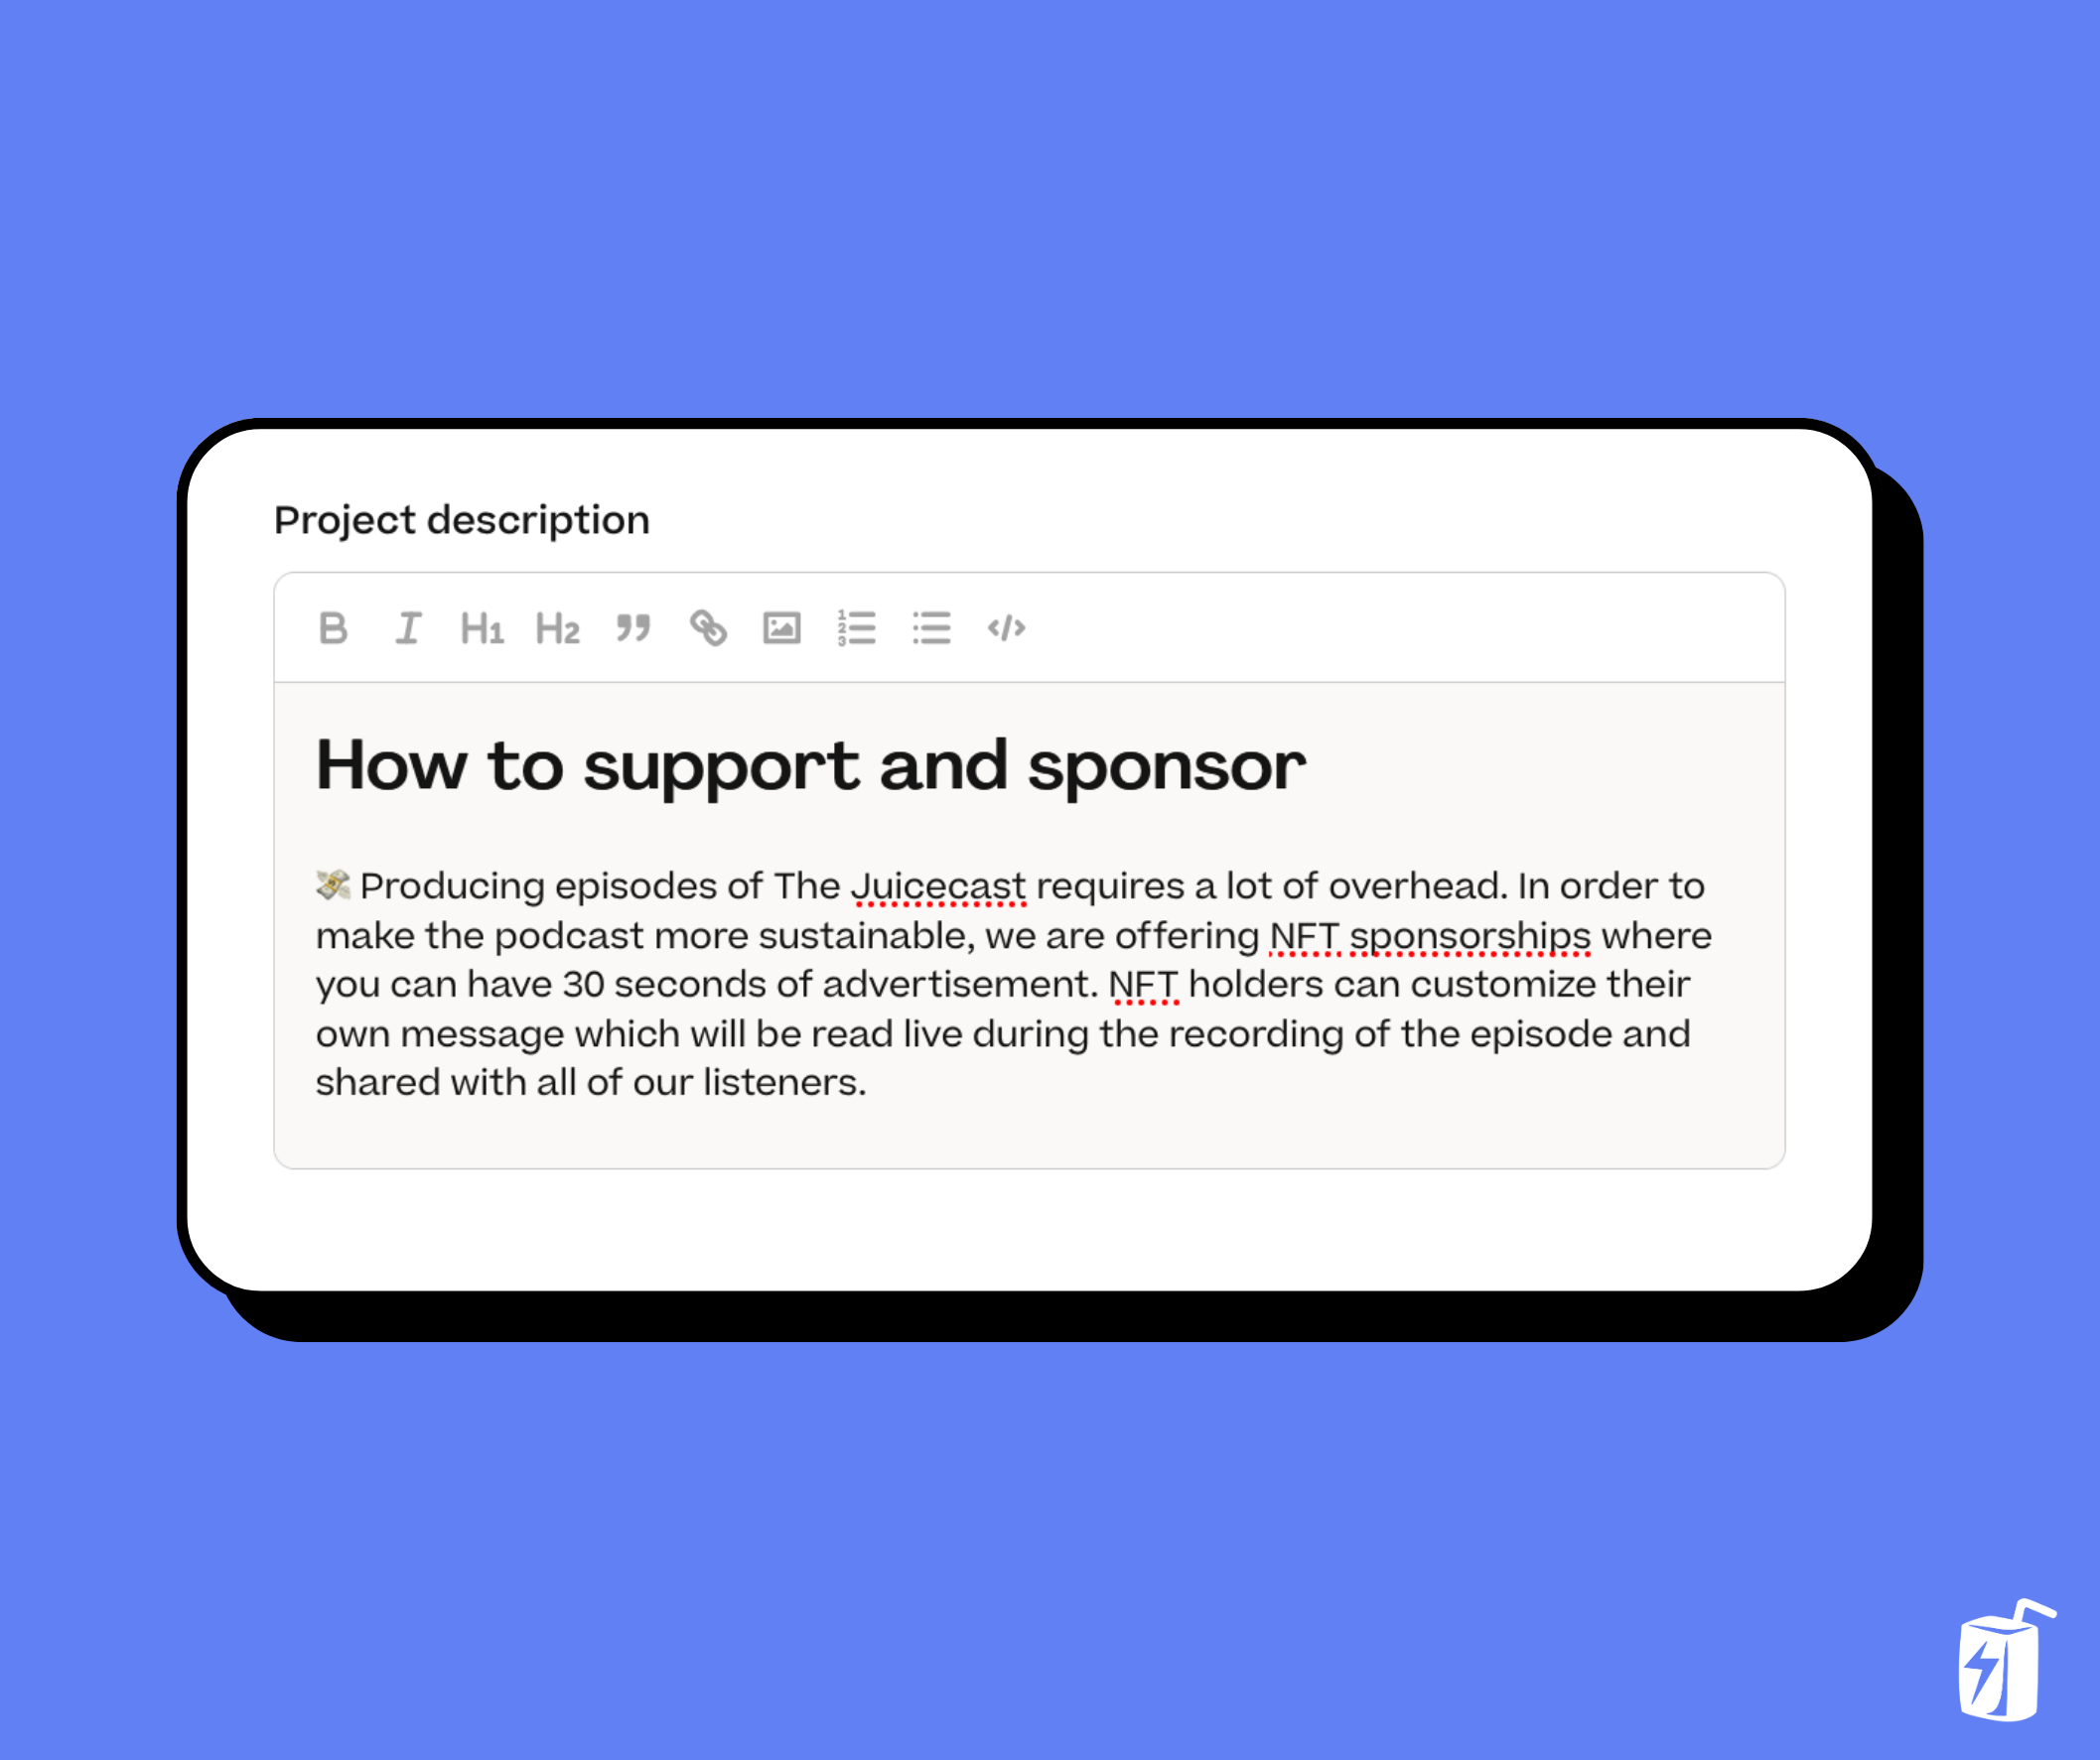 Project description
B I H1 H2
How to support and sponsor
💸 Producing episodes of The Juicecast requires a lot of overhead. In order to
make the podcast more sustainable, we are offering NFT sponsorships where
you can have 30 seconds of advertisement. NFT holders can customize their
own message which will be read live during the recording of the episode and
shared with all of our listeners.